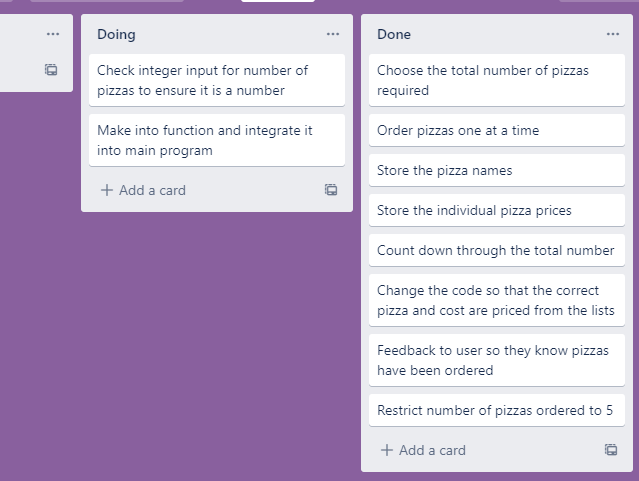 Doing
Check integer input for number of
pizzas to ensure it is a number
Make into function and integrate it
into main program
Add a card
Done
Choose the total number of pizzas
required
Order pizzas one at a time
Store the pizza names
Store the individual pizza prices
Count down through the total number
Change the code so that the correct
pizza and cost are priced from the lists
Feedback to user so they know pizzas
have been ordered
Restrict number of pizzas ordered to 5
Add a card